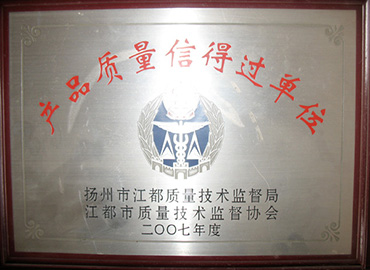 产品质量信得过单位
扬州市江都质量技术监督局
江都市质量技术监督协会
二〇〇七年度